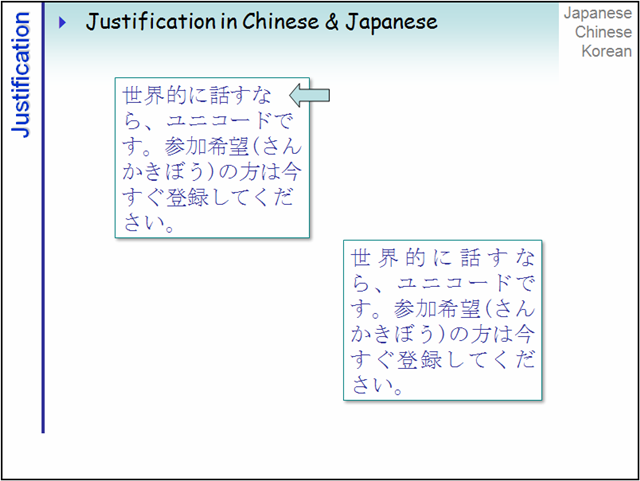 Justification
Justification in Chinese & Japanese
Japanese
Chinese
Korean
世界的に話すな
ら、ユニコードで
す。参加希望(さん
かきぼう)の方は今
すぐ登録してくだ
さい。
世界的に話すな
ら、ユニコードで
す。参加希望(さん
かきぼう)の方は今
すぐ登録してくだ
さい。